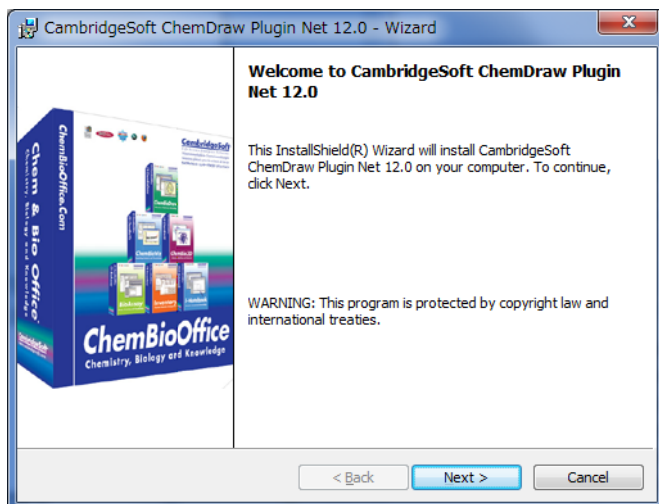 CambridgeSoft ChemDraw Plugin Net 12.0 - Wizard
Welcome to CambridgeSoft ChemDraw Plugin
Net 12.0
This InstallShield(R) Wizard will install CambridgeSoft
ChemDraw Plugin Net 12.0 on your computer. To continue,
click Next.
WARNING: This program is protected by copyright law and
international treaties.
ChemBioOffice.Com
Chem & Bio Office
Chemistry, Biology and Knowledge
CambridgeSoft
ChemBioOffice
Chemistry, Biology and Knowledge
< Back
Next >
Cancel